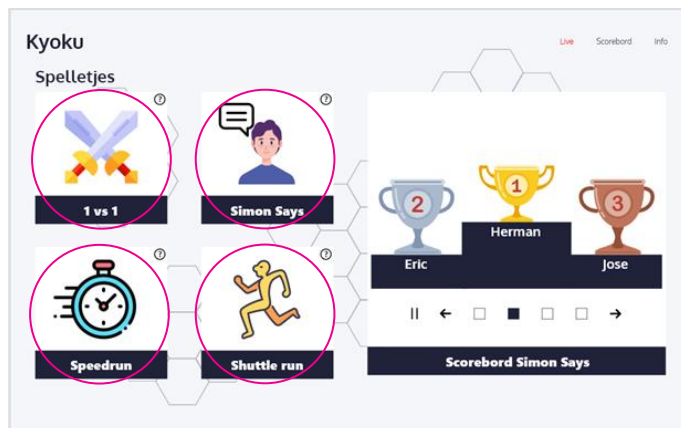 Kyoku
Live Scorebord Info
Spelletjes
?
?
1 vs 1
Simon Says
?
?
Speedrun
Shuttle run
1
2
3
Herman
Eric
Jose
Scorebord Simon Says